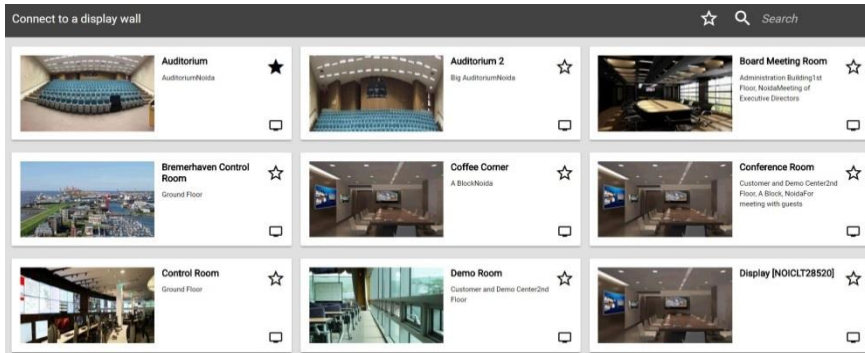 Connect to a display wall
Search
Auditorium
AuditoriumNoida
Auditorium 2
Big AuditoriumNoida
Board Meeting Room
Administration Building1st
Floor, NoidaMeeting of
Executive Directors
Bremerhaven Control
Room
Ground Floor
Coffee Corner
A BlockNoida
Conference Room
Customer and Demo Center2nd
Floor, A Block, NoidaFor
meeting with guests
Control Room
Ground Floor
Demo Room
Customer and Demo Center2nd
Floor
Display [NOICLT28520]